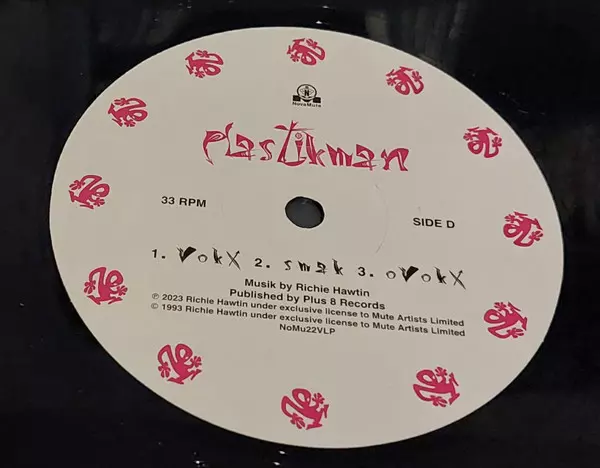 NovaMute
plastikman
33 RPM
SIDE D
1. vokx 2. smak 3. ovokx
Musik by Richie Hawtin
Published by Plus 8 Records
℗ 2023 Richie Hawtin under exclusive license to Mute Artists Limited
© 1993 Richie Hawtin under exclusive license to Mute Artists Limited
NoMu22VLP